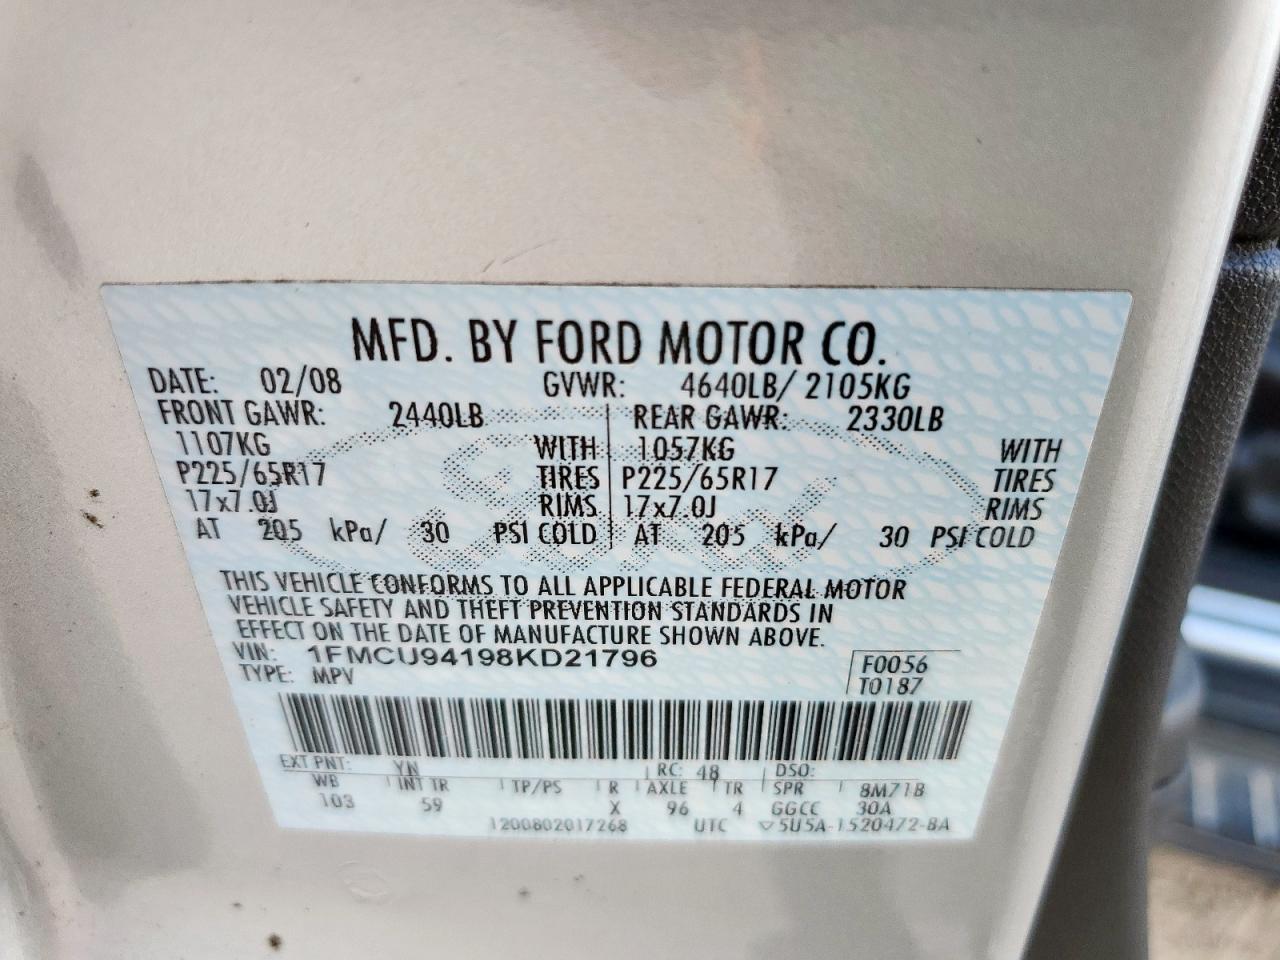 MFD. BY FORD MOTOR CO.
DATE: 02/08 GVWR: 4640LB/ 2105KG
FRONT GAWR: 2440LB REAR GAWR: 2330LB
1107KG WITH 1057KG WITH
P225/65R17 TIRES P225/65R17 TIRES
17x7.0J RIMS 17x7.0J RIMS
AT 205 kPa/ 30 PSI COLD AT 205 kPa/ 30 PSI COLD
THIS VEHICLE CONFORMS TO ALL APPLICABLE FEDERAL MOTOR
VEHICLE SAFETY AND THEFT PREVENTION STANDARDS IN
EFFECT ON THE DATE OF MANUFACTURE SHOWN ABOVE.
VIN: 1FMCU94198KD21796 F0056
TYPE: MPV T0187
EXT PNT: YN RC: 48 DSO:
WB INT TR TP/PS R AXLE TR SPR 8M71B
103 59 X 96 4 GGCC 30A
1200802017268 UTC ▽5U5A-1520472-BA